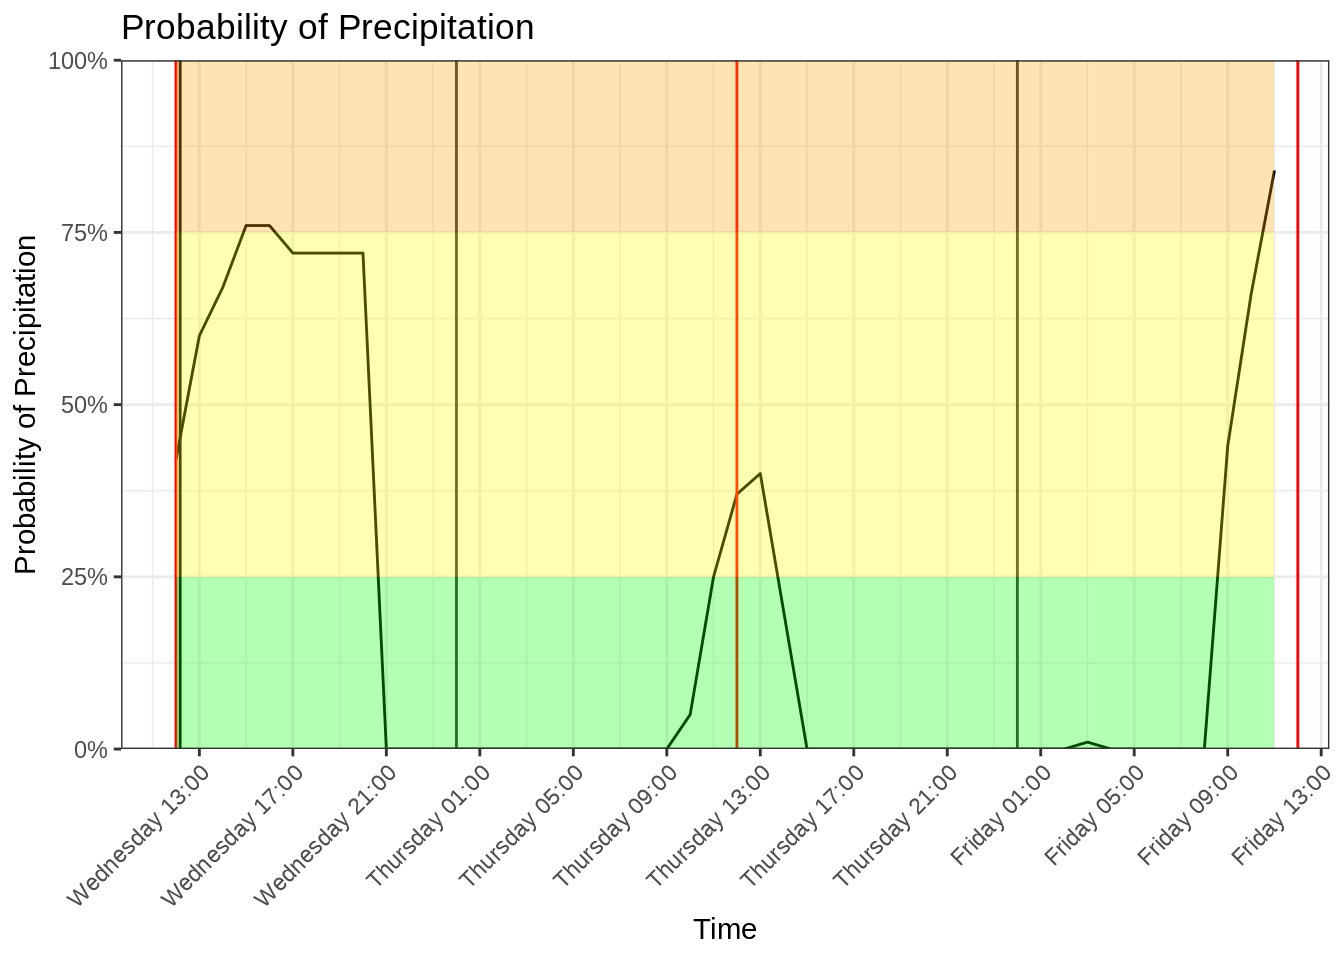 Probability of Precipitation
Probability of Precipitation
100%
75%
50%
25%
0%
Wednesday 13:00
Wednesday 17:00
Wednesday 21:00
Thursday 01:00
Thursday 05:00
Thursday 09:00
Thursday 13:00
Thursday 17:00
Thursday 21:00
Friday 01:00
Friday 05:00
Friday 09:00
Friday 13:00
Time